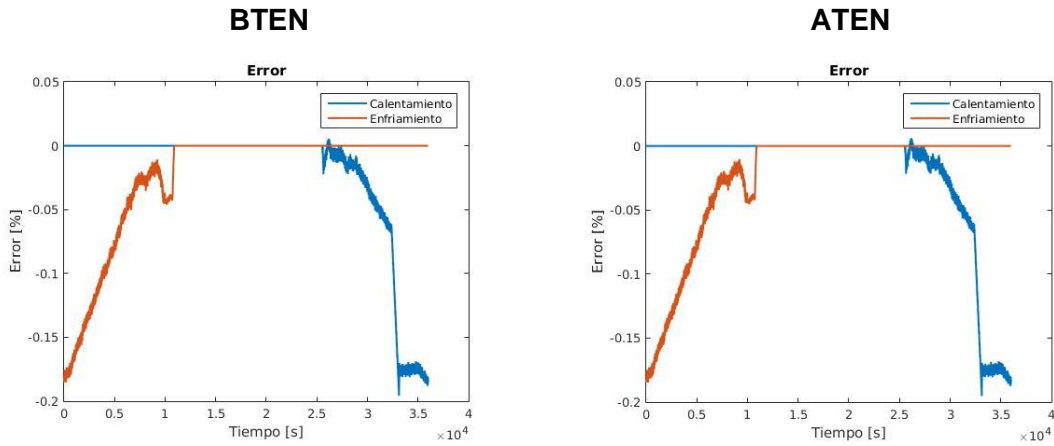 BTEN
ATEN
Error
0.05
0
-0.05
-0.1
-0.15
-0.2
Error [%]
Calentamiento
Enfriamiento
0 0.5 1 1.5 2 2.5 3 3.5 4
Tiempo [s]
×10⁴
Error
0.05
0
-0.05
-0.1
-0.15
-0.2
Error [%]
Calentamiento
Enfriamiento
0 0.5 1 1.5 2 2.5 3 3.5 4
Tiempo [s]
×10⁴